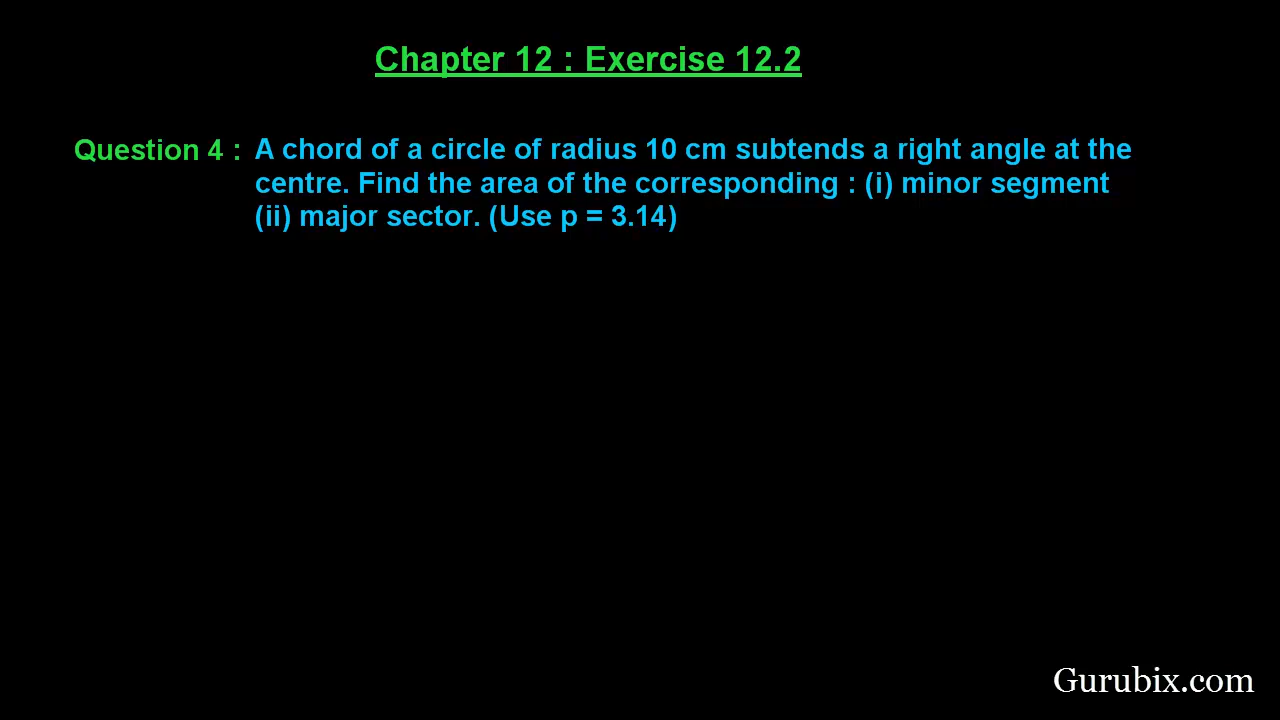 Chapter 12 : Exercise 12.2
Question 4 : A chord of a circle of radius 10 cm subtends a right angle at the
centre. Find the area of the corresponding : (i) minor segment
(ii) major sector. (Use p = 3.14)
Gurubix.com